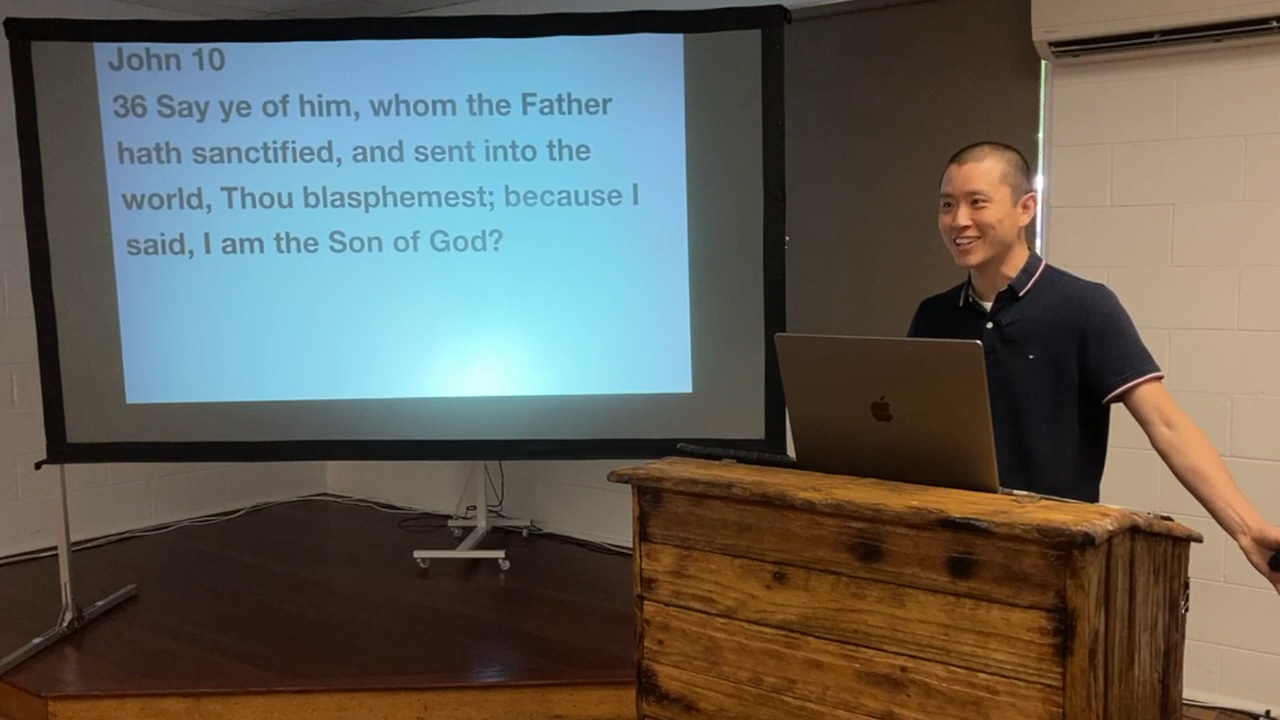 John 10
36 Say ye of him, whom the Father
hath sanctified, and sent into the
world, Thou blasphemest; because I
said, I am the Son of God?